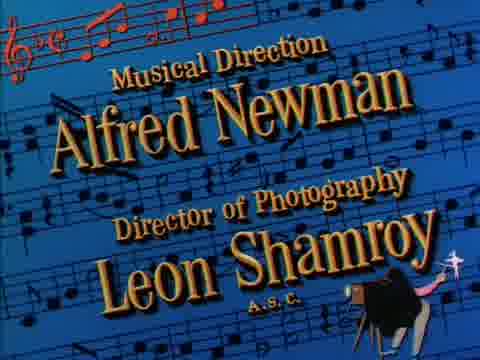 Musical Direction
Alfred Newman
Director of Photography
Leon Shamroy
A.S.C.